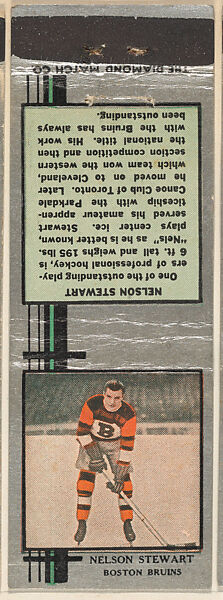 THE DIAMOND MATCH CO
NELSON STEWART
One of the outstanding play-
ers of professional hockey, is
6 ft. tall and weighs 195 lbs.
"Nels" as he is better known,
plays center ice. Stewart
served his amateur appren-
ticeship with the Parkdale
Canoe Club of Toronto. Later
he moved on to Cleveland,
which team won the western
section competition and then
the national title. His work
with the Bruins has always
been outstanding.
B
NELSON STEWART
BOSTON BRUINS